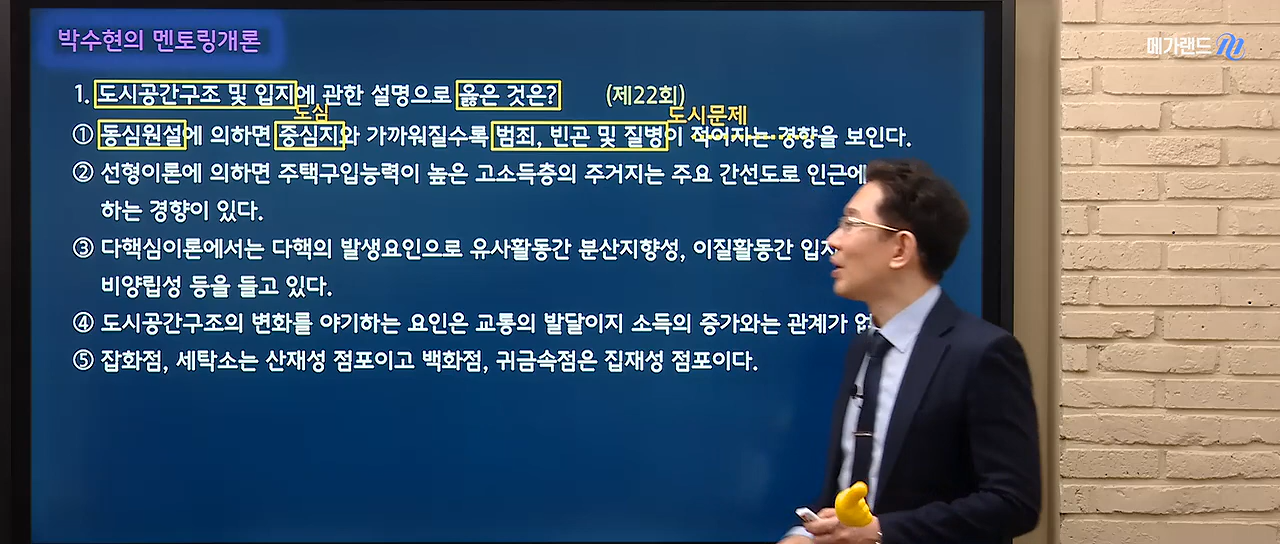 박수현의 멘토링개론
메가랜드
1. 도시공간구조 및 입지에 관한 설명으로 옳은 것은? (제22회)
도심 도시문제
① 동심원설에 의하면 중심지와 가까워질수록 범죄, 빈곤 및 질병이 적어지는 경향을 보인다.
② 선형이론에 의하면 주택구입능력이 높은 고소득층의 주거지는 주요 간선도로 인근에
하는 경향이 있다.
③ 다핵심이론에서는 다핵의 발생요인으로 유사활동간 분산지향성, 이질활동간
비양립성 등을 들고 있다.
④ 도시공간구조의 변화를 야기하는 요인은 교통의 발달이지 소득의 증가와는 관계가
⑤ 잡화점, 세탁소는 산재성 점포이고 백화점, 귀금속점은 집재성 점포이다.